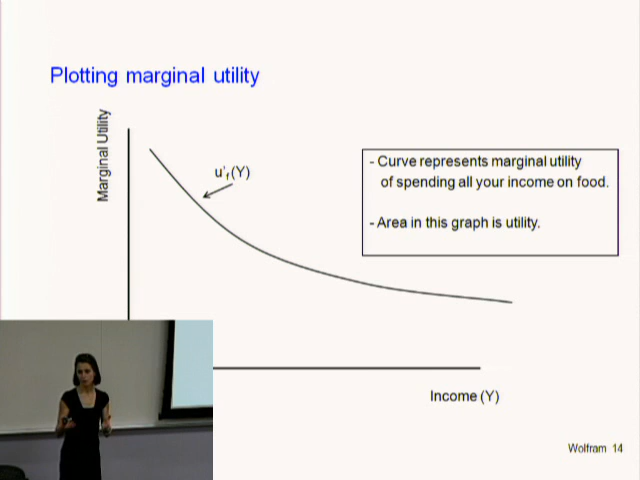 Plotting marginal utility
Marginal Utility
u'f(Y)
- Curve represents marginal utility
of spending all your income on food.
- Area in this graph is utility.
Income (Y)
Wolfram 14